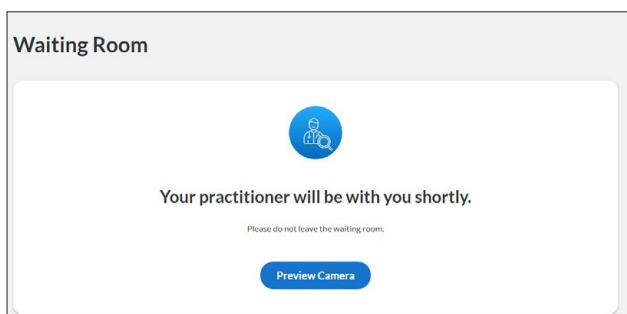 Waiting Room
Your practitioner will be with you shortly.
Please do not leave the waiting room.
Preview Camera